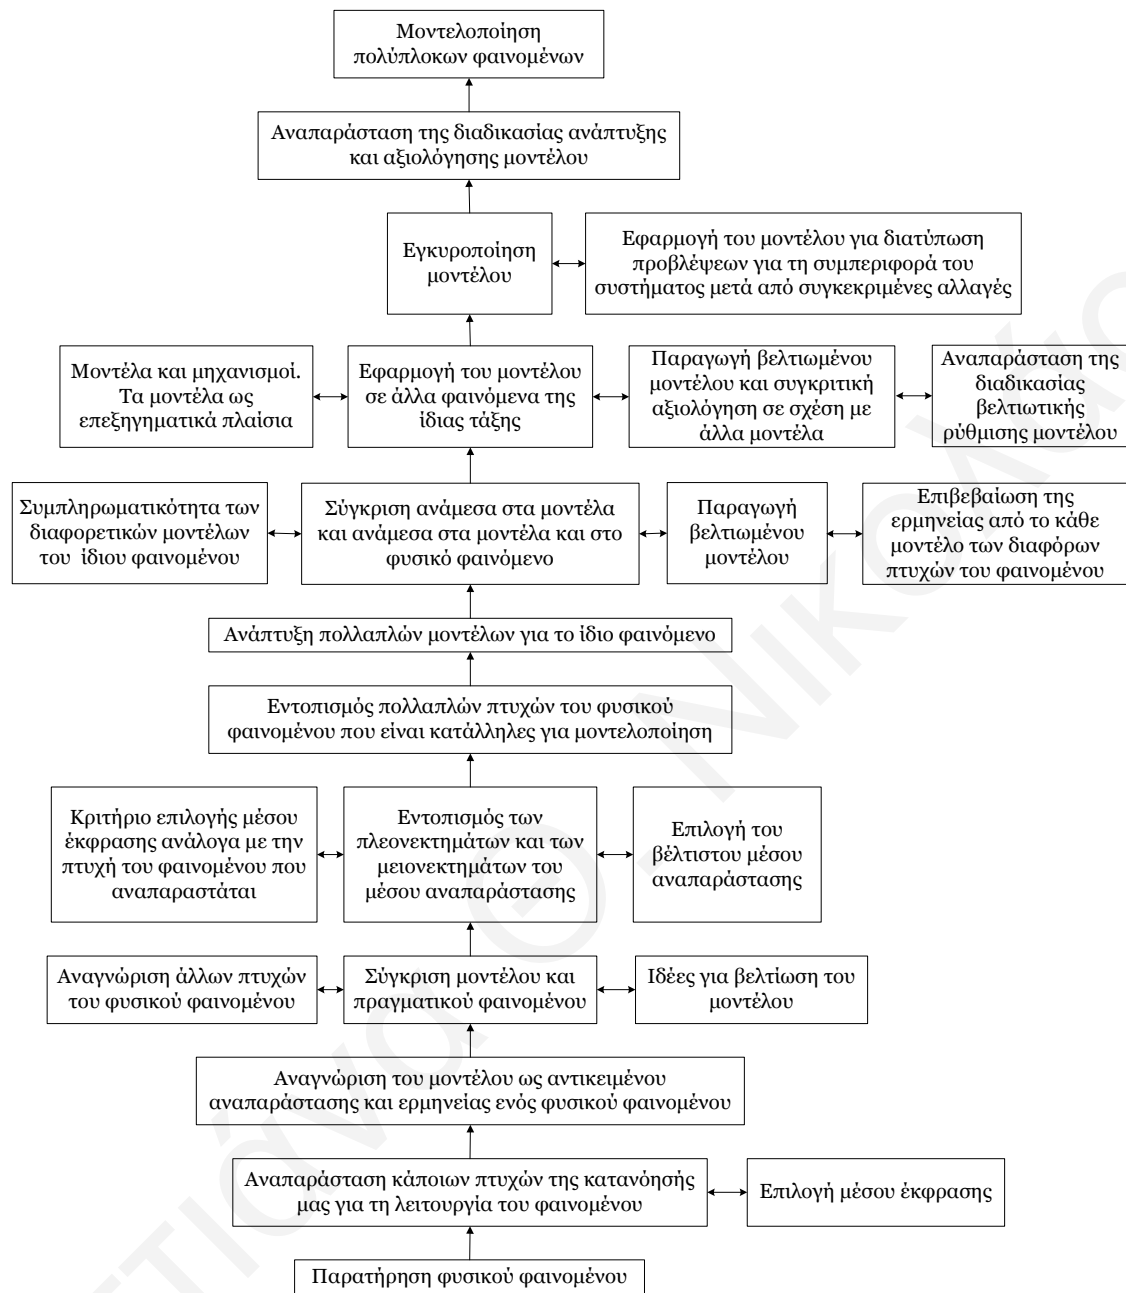 Μοντελοποίηση
πολύπλοκων φαινομένων
Αναπαράσταση της διαδικασίας ανάπτυξης
και αξιολόγησης μοντέλου
Εγκυροποίηση
μοντέλου
Εφαρμογή του μοντέλου για διατύπωση
προβλέψεων για τη συμπεριφορά του
συστήματος μετά από συγκεκριμένες αλλαγές
Μοντέλα και μηχανισμοί.
Τα μοντέλα ως
επεξηγηματικά πλαίσια
Εφαρμογή του μοντέλου
σε άλλα φαινόμενα της
ίδιας τάξης
Παραγωγή βελτιωμένου
μοντέλου και συγκριτική
αξιολόγηση σε σχέση με
άλλα μοντέλα
Αναπαράσταση της
διαδικασίας
βελτιωτικής
ρύθμισης μοντέλου
Συμπληρωματικότητα των
διαφορετικών μοντέλων
του ίδιου φαινομένου
Σύγκριση ανάμεσα στα μοντέλα
και ανάμεσα στα μοντέλα και στο
φυσικό φαινόμενο
Παραγωγή
βελτιωμένου
μοντέλου
Επιβεβαίωση της
ερμηνείας από το κάθε
μοντέλο των διαφόρων
πτυχών του φαινομένου
Ανάπτυξη πολλαπλών μοντέλων για το ίδιο φαινόμενο
Εντοπισμός πολλαπλών πτυχών του φυσικού
φαινομένου που είναι κατάλληλες για μοντελοποίηση
Κριτήριο επιλογής μέσου
έκφρασης ανάλογα με την
πτυχή του φαινομένου που
αναπαραστάται
Εντοπισμός των
πλεονεκτημάτων και των
μειονεκτημάτων του
μέσου αναπαράστασης
Επιλογή του
βέλτιστου μέσου
αναπαράστασης
Αναγνώριση άλλων πτυχών
του φυσικού φαινομένου
Σύγκριση μοντέλου και
πραγματικού φαινομένου
Ιδέες για βελτίωση του
μοντέλου
Αναγνώριση του μοντέλου ως αντικειμένου
αναπαράστασης και ερμηνείας ενός φυσικού φαινομένου
Αναπαράσταση κάποιων πτυχών της κατανόησής
μας για τη λειτουργία του φαινομένου
Επιλογή μέσου έκφρασης
Παρατήρηση φυσικού φαινομένου